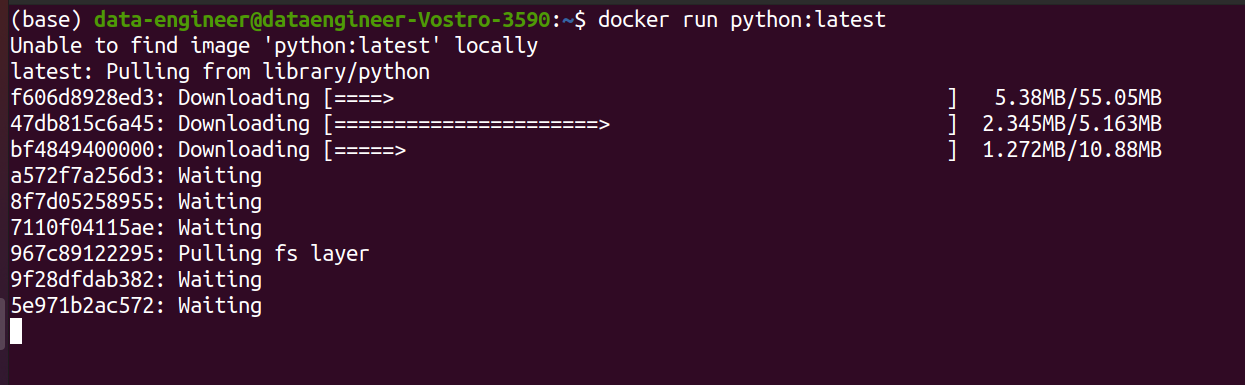 (base) data-engineer@dataengineer-Vostro-3590:~$ docker run python:latest
Unable to find image 'python:latest' locally
latest: Pulling from library/python
f606d8928ed3: Downloading [====>                                              ]   5.38MB/55.05MB
47db815c6a45: Downloading [======================>                            ]  2.345MB/5.163MB
bf4849400000: Downloading [=====>                                             ]  1.272MB/10.88MB
a572f7a256d3: Waiting
8f7d05258955: Waiting
7110f04115ae: Waiting
967c89122295: Pulling fs layer
9f28dfdab382: Waiting
5e971b2ac572: Waiting